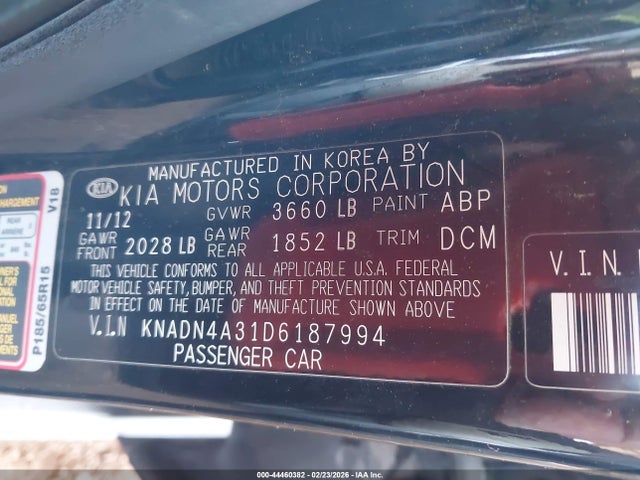 MANUFACTURED IN KOREA BY
KIA KIA MOTORS CORPORATION
11/12 GVWR 3660 LB PAINT ABP
GAWR FRONT 2028 LB GAWR REAR 1852 LB TRIM DCM
THIS VEHICLE CONFORMS TO ALL APPLICABLE U.S.A. FEDERAL
MOTOR VEHICLE SAFETY, BUMPER, AND THEFT PREVENTION STANDARDS
IN EFFECT ON THE DATE OF MANUFACTURE SHOWN ABOVE
V.I.N KNADN4A31D6187994
PASSENGER CAR
V18
P185/65R15
V.I.N.
000-44460382 - 02/23/2026 - IAA Inc.